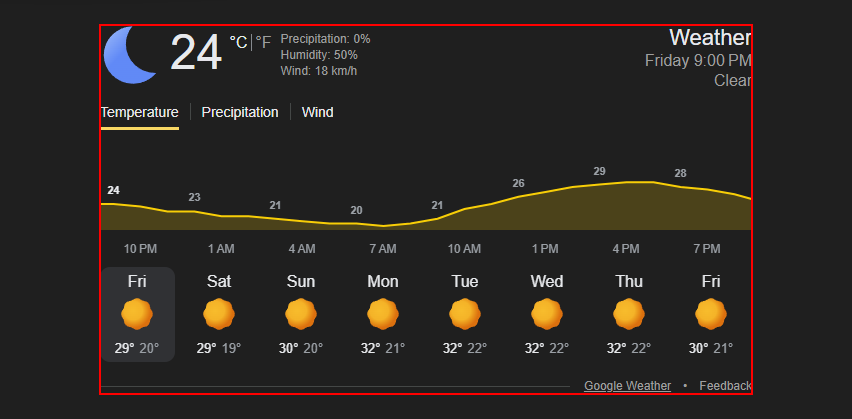 24 °C|°F
Precipitation: 0%
Humidity: 50%
Wind: 18 km/h
Weather
Friday 9:00 PM
Clear
Temperature | Precipitation | Wind
24 23 21 20 21 26 29 28
10 PM 1 AM 4 AM 7 AM 10 AM 1 PM 4 PM 7 PM
Fri Sat Sun Mon Tue Wed Thu Fri
29° 20° 29° 19° 30° 20° 32° 21° 32° 22° 32° 22° 32° 22° 30° 21°
Google Weather • Feedback